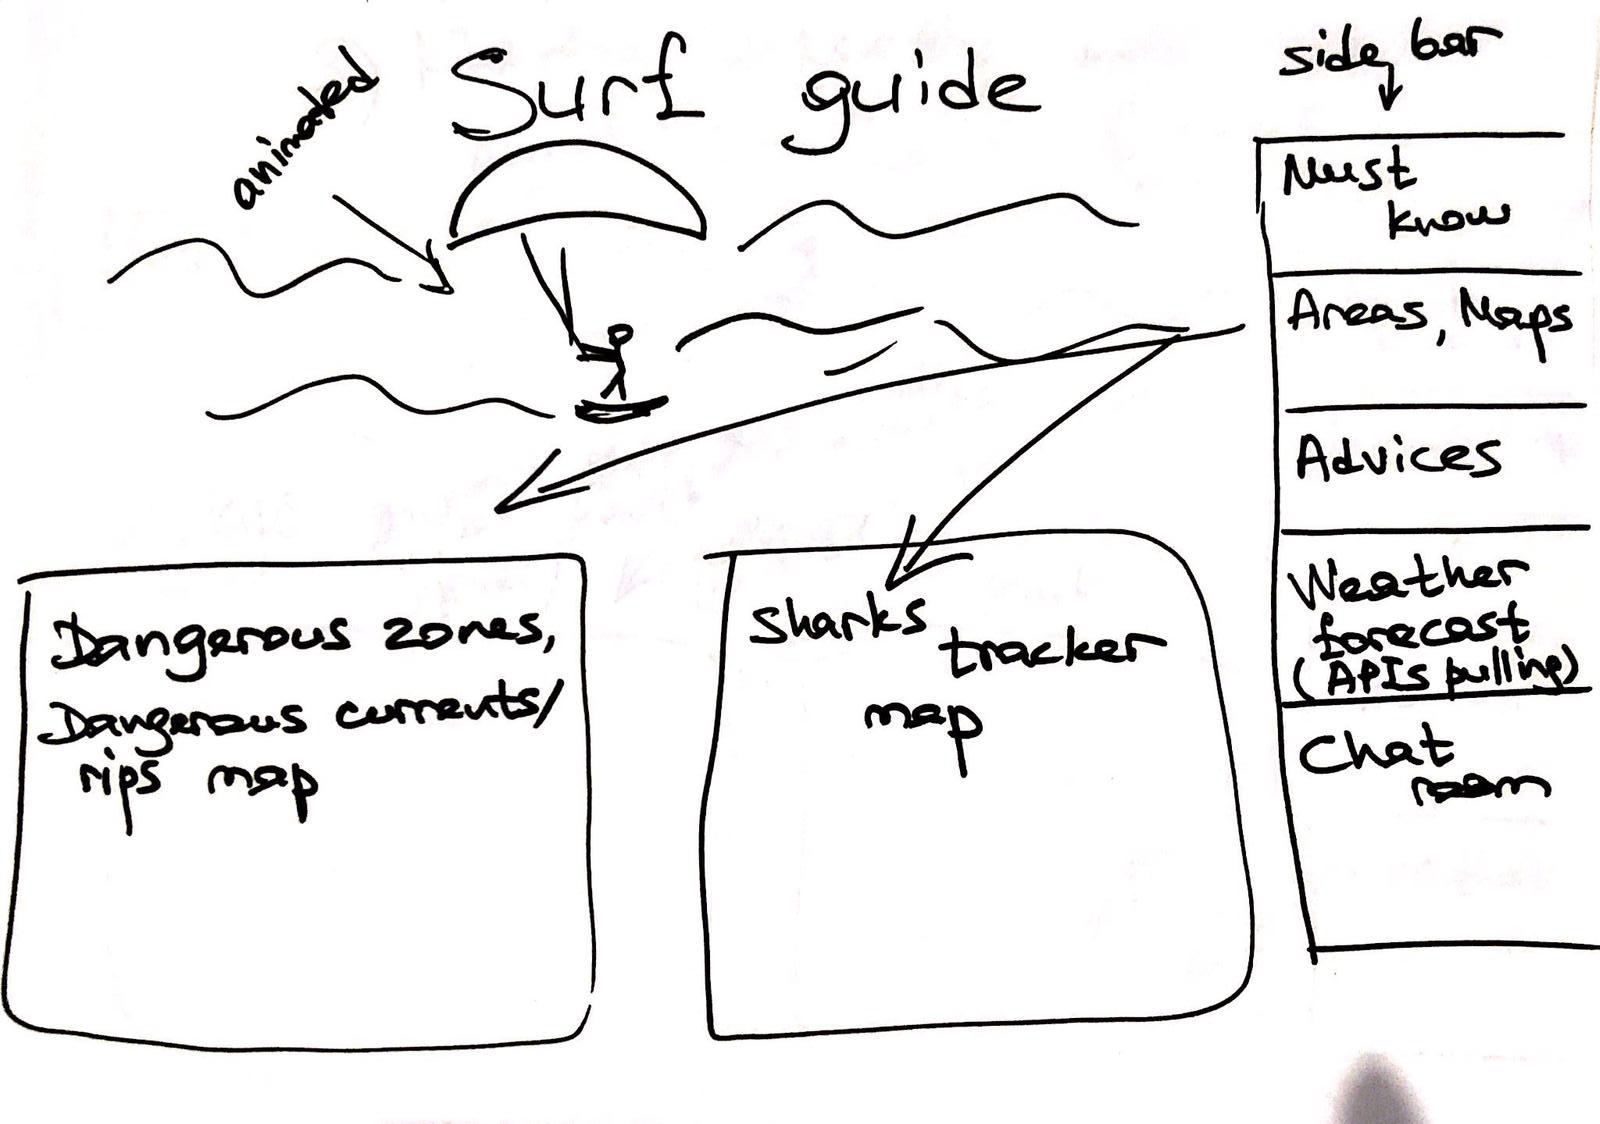 Surf guide
animated
side bar
Must
know
Areas, Maps
Advices
Weather
forecast
(APIs pulling)
Chat
room
Dangerous zones,
Dangerous currents/
rips map
Sharks
tracker
map